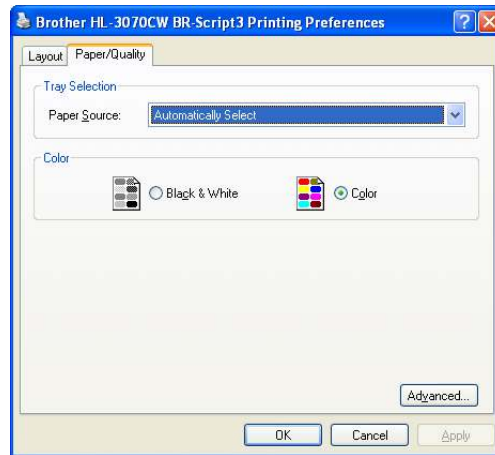 Brother HL-3070CW BR-Script3 Printing Preferences
Layout Paper/Quality
Tray Selection
Paper Source: Automatically Select
Color
Black & White Color
Advanced...
OK Cancel Apply